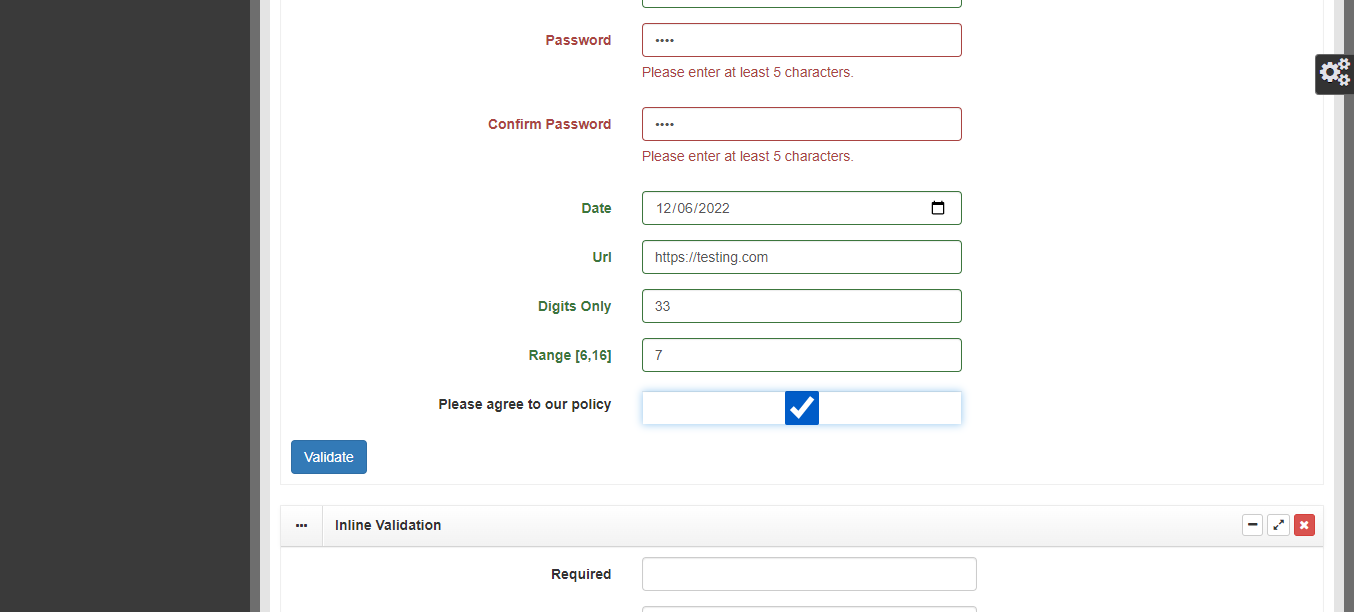 Password ••••
Please enter at least 5 characters.
Confirm Password ••••
Please enter at least 5 characters.
Date 12/06/2022
Url https://testing.com
Digits Only 33
Range [6,16] 7
Please agree to our policy
Validate
Inline Validation
Required